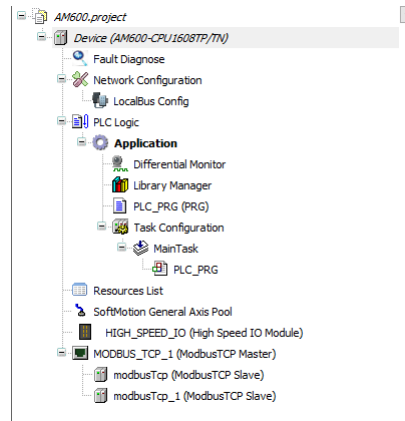 AM600.project
Device (AM600-CPU1608TP/TN)
Fault Diagnose
Network Configuration
LocalBus Config
PLC Logic
Application
Differential Monitor
Library Manager
PLC_PRG (PRG)
Task Configuration
MainTask
PLC_PRG
Resources List
SoftMotion General Axis Pool
HIGH_SPEED_IO (High Speed IO Module)
MODBUS_TCP_1 (ModbusTCP Master)
modbusTcp (ModbusTCP Slave)
modbusTcp_1 (ModbusTCP Slave)